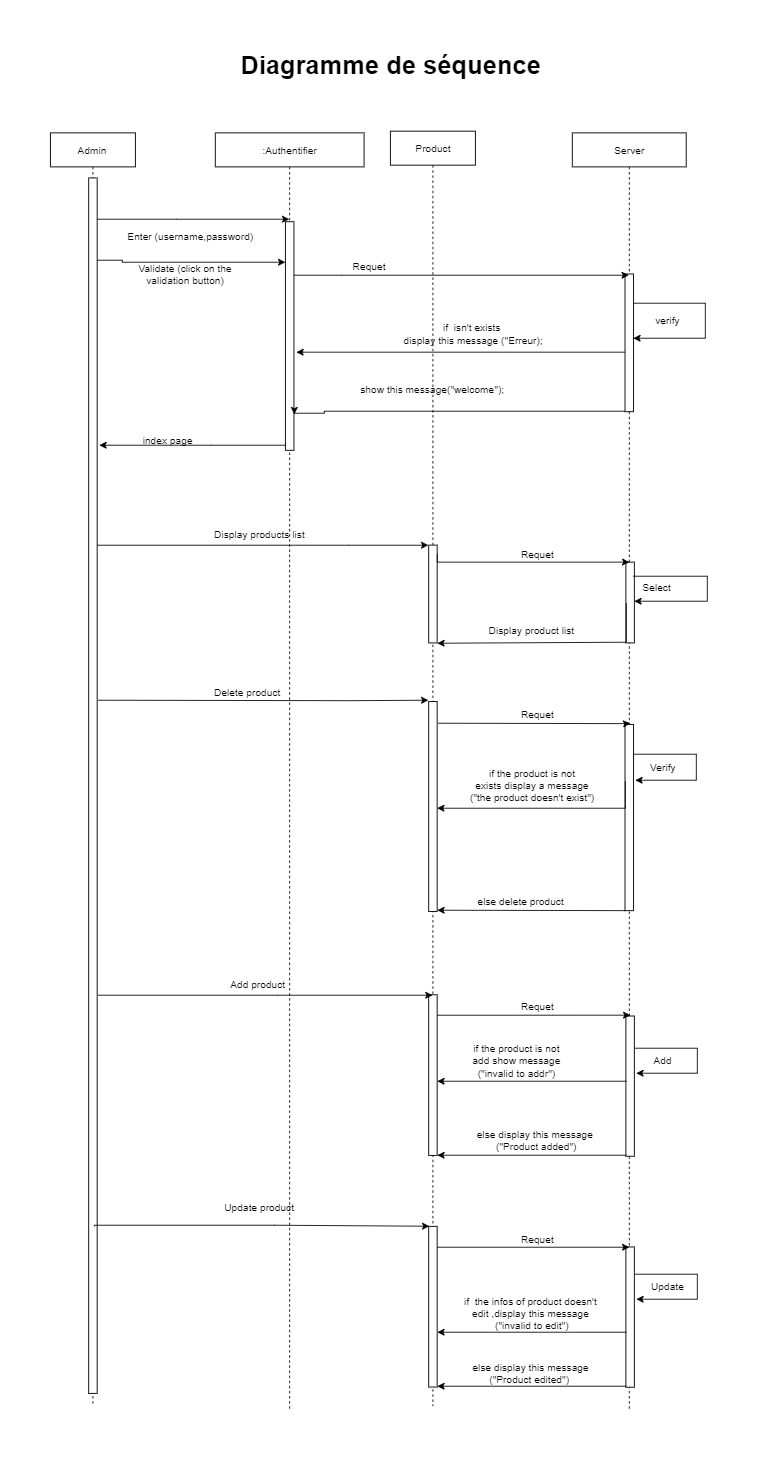 Diagramme de séquence
Admin
:Authentifier
Product
Server
Enter (username,password)
Validate (click on the
validation button)
Requet
verify
if  isn't exists
display this message ("Erreur);
show this message("welcome");
index page
Display products list
Requet
Select
Display product list
Delete product
Requet
Verify
if the product is not
exists display a message
("the product doesn't exist")
else delete product
Add product
Requet
if the product is not
add show message
("invalid to addr")
Add
else display this message
("Product added")
Update product
Requet
Update
if  the infos of product doesn't
edit ,display this message
("invalid to edit")
else display this message
("Product edited")